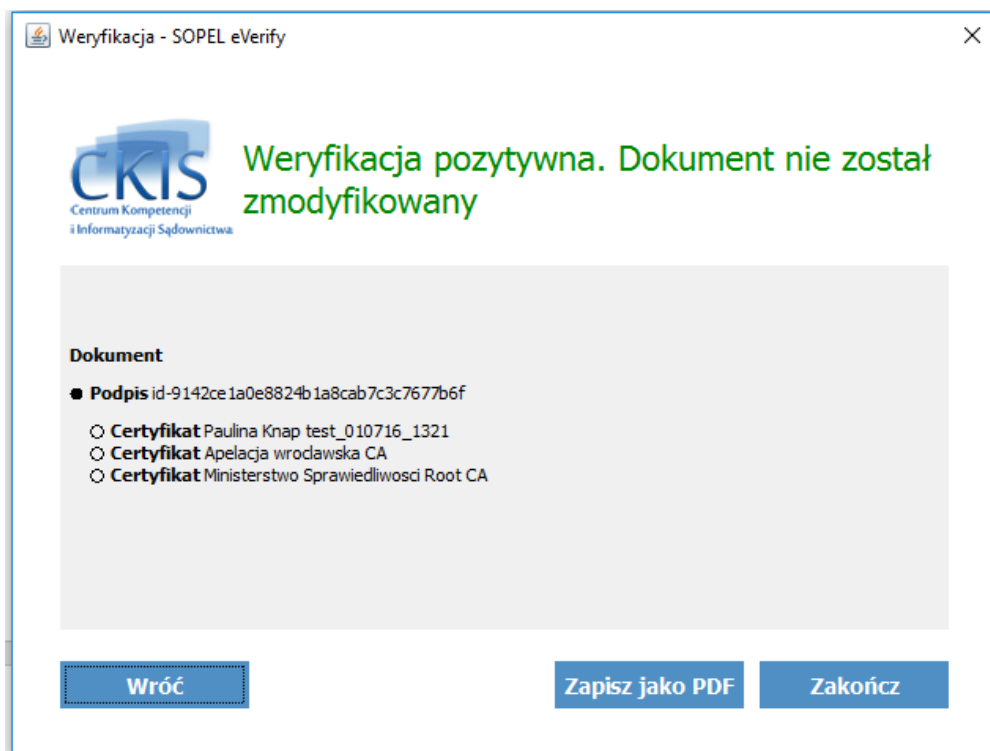 Weryfikacja - SOPEL eVerify
CKIS
Centrum Kompetencji
i Informatyzacji Sądownictwa
Weryfikacja pozytywna. Dokument nie został
zmodyfikowany
Dokument
Podpis id-9142ce1a0e8824b1a8cab7c3c7677b6f
Certyfikat Paulina Knap test_010716_1321
Certyfikat Apelacja wrocławska CA
Certyfikat Ministerstwo Sprawiedliwosci Root CA
Wróć
Zapisz jako PDF
Zakończ